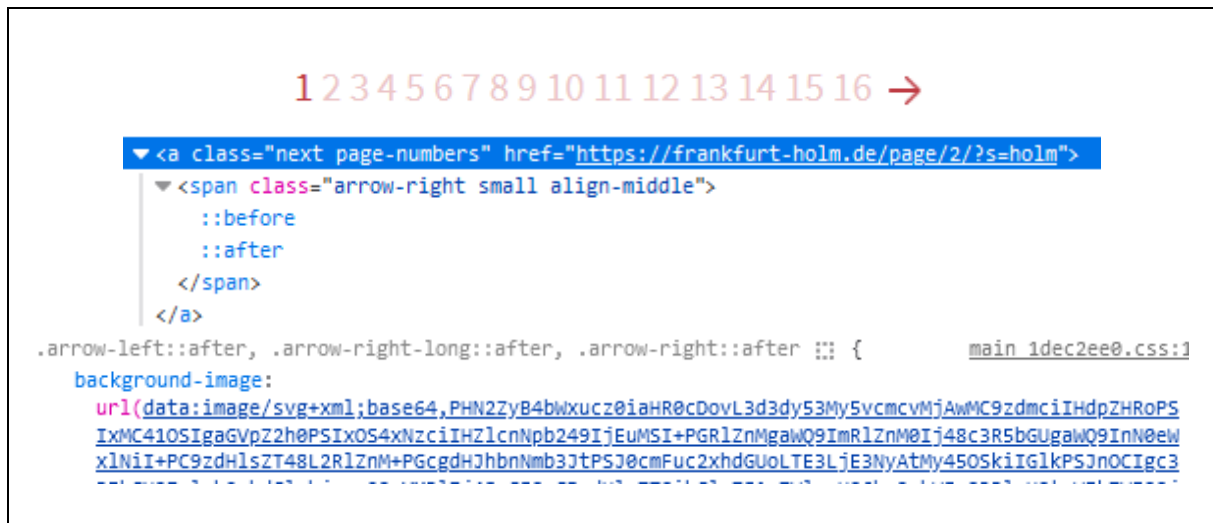 1 2 3 4 5 6 7 8 9 10 11 12 13 14 15 16 →
<a class="next page-numbers" href="https://frankfurt-holm.de/page/2/?s=holm">
<span class="arrow-right small align-middle">
::before
::after
</span>
</a>
.arrow-left::after, .arrow-right-long::after, .arrow-right::after { main 1dec2ee0.css:1
background-image:
url(data:image/svg+xml;base64,PHN2ZyB4bWxucz0iaHR0cDovL3d3dy53My5vcmcvMjAwMC9zdmciIHdpZHRoPS
IxMC41OSIgaGVpZ2h0PSIxOS4xNzciIHZlcnNpb249IjEuMSI+PGRlZnMgaWQ9ImRlZnM0Ij48c3R5bGUgaWQ9InN0eW
xlNiI+PC9zdHlsZT48L2RlZnM+PGcgdHJhbnNmb3JtPSJ0cmFuc2xhdGUoLTE3LjE3NyAtMy45OSkiIGlkPSJnOCIgc3